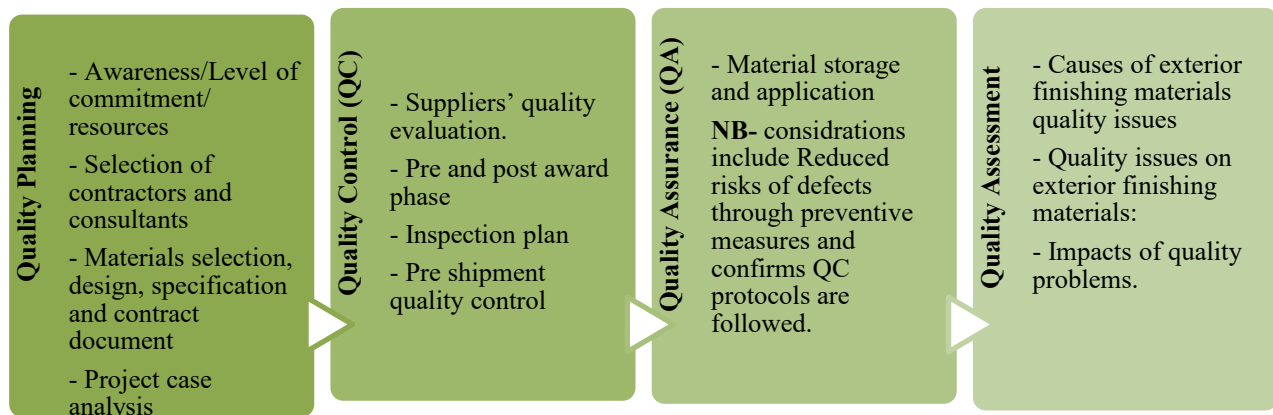 Quality Planning
- Awareness/Level of
commitment/
resources
- Selection of
contractors and
consultants
- Materials selection,
design, specification
and contract
document
- Project case
analysis
Quality Control (QC)
- Suppliers’ quality
evaluation.
- Pre and post award
phase
- Inspection plan
- Pre shipment
quality control
Quality Assurance (QA)
- Material storage
and application
NB- considrations
include Reduced
risks of defects
through preventive
measures and
confirms QC
protocols are
followed.
Quality Assessment
- Causes of exterior
finishing materials
quality issues
- Quality issues on
exterior finishing
materials:
- Impacts of quality
problems.